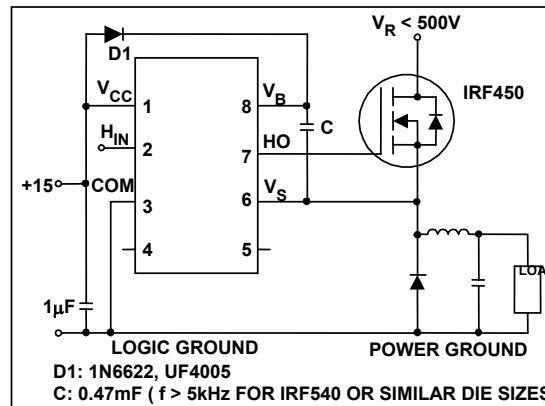 V_R < 500V
D1
IRF450
V_CC
1
8
V_B
C
H_IN
2
7
HO
+15
COM
3
6
V_S
4
5
1µF
LOA
LOGIC GROUND
POWER GROUND
D1: 1N6622, UF4005
C: 0.47mF ( f > 5kHz FOR IRF540 OR SIMILAR DIE SIZES